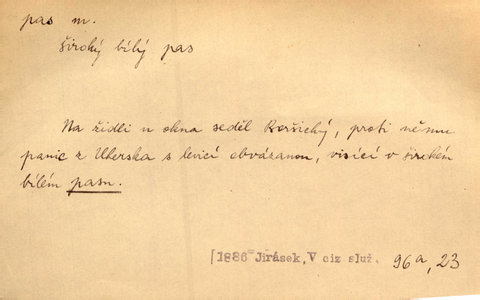 pas m.
široký bílý pas
Na židli u okna seděl Boršický, proti němu
panic z Uherska s levicí obvázanou, visící v širokém
bílém pasu.
[1886 Jirásek, V ciz služ. 96a, 23